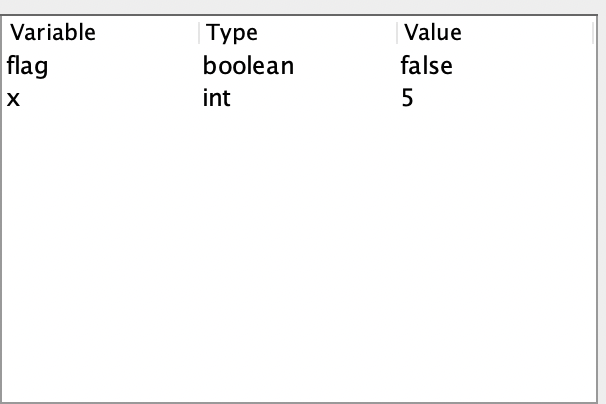 Variable Type Value
flag boolean false
x int 5